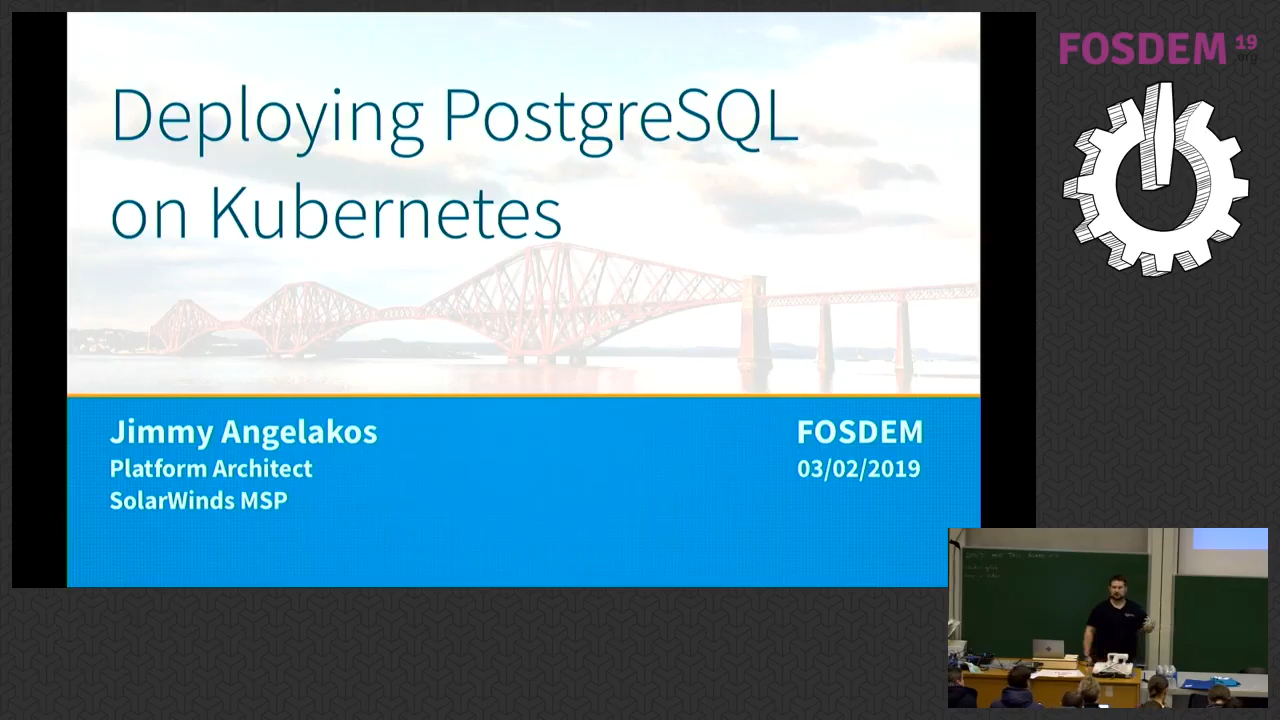 Deploying PostgreSQL
on Kubernetes
Jimmy Angelakos
Platform Architect
SolarWinds MSP
FOSDEM
03/02/2019
FOSDEM 19
.org